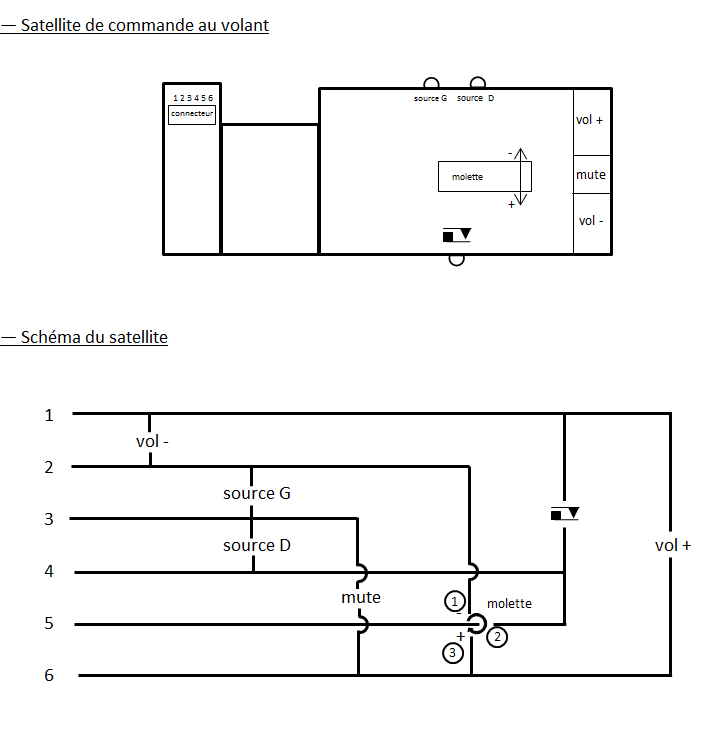 — Satellite de commande au volant
1 2 3 4 5 6
connecteur
source G source D
vol +
-
molette
mute
+
vol -
— Schéma du satellite
1
vol -
2
source G
3
source D
vol +
4
mute
1
molette
-
5
+
2
3
6